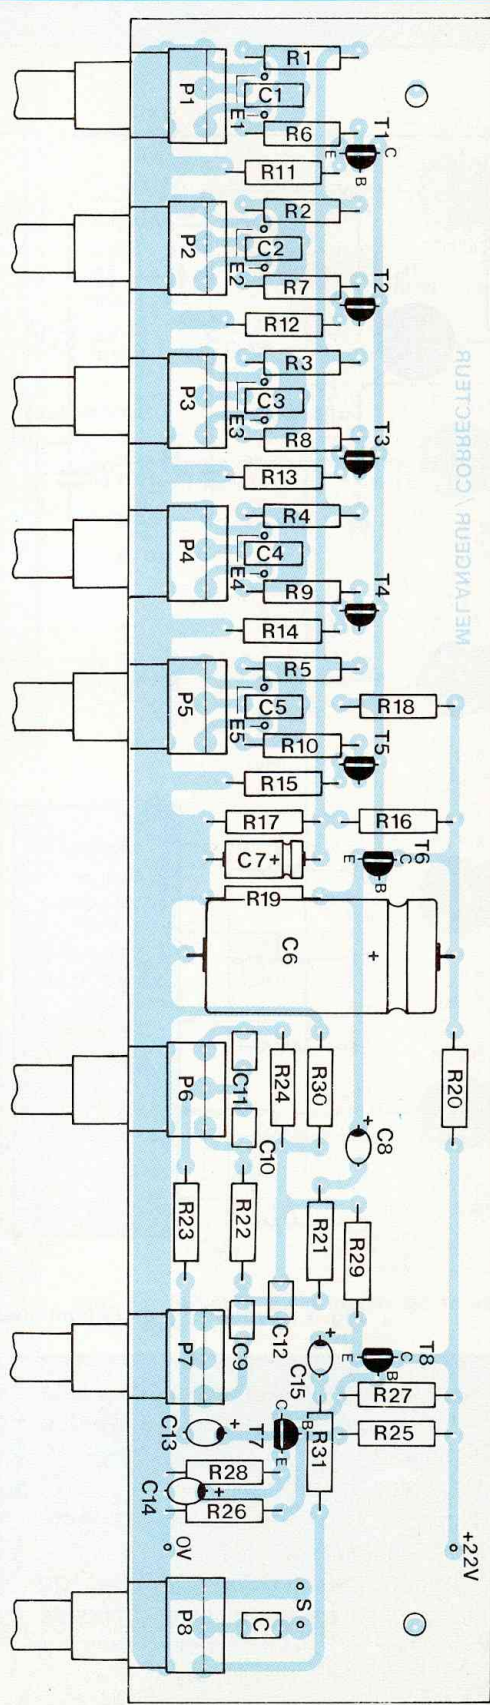 P1
R1
C1
E1
R6
R11
T1
E
C
B
P2
R2
C2
E2
R7
R12
T2
P3
R3
C3
E3
R8
R13
T3
P4
R4
C4
E4
R9
R14
T4
P5
R5
C5
E5
R10
R15
T5
R18
R17
R16
C7+
T6
E
C
B
R19
C6
+
P6
C11
C10
R24
R30
R20
+
C8
R23
R22
R21
R29
P7
C9
C12
+
C15
T8
E
C
B
R27
R25
C13
+
T7
C
B
E
R31
R28
C14
+
R26
0V
+22V
P8
S
C
MELANGEUR / CORRECTEUR